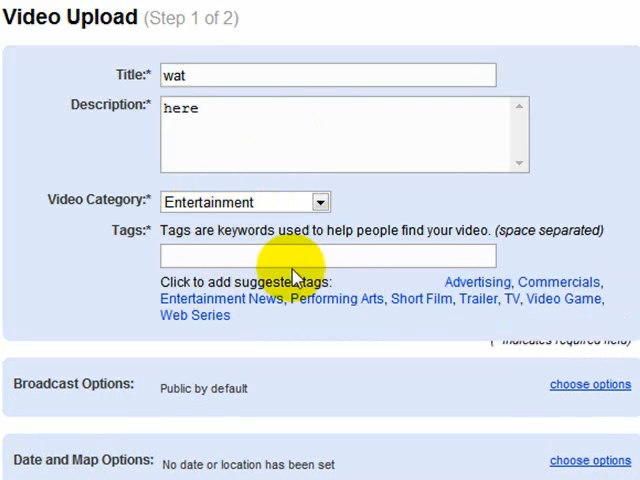 Video Upload (Step 1 of 2)
Title:* wat
Description:* here
Video Category:* Entertainment
Tags:* Tags are keywords used to help people find your video. (space separated)
Click to add suggested tags: Advertising, Commercials,
Entertainment News, Performing Arts, Short Film, Trailer, TV, Video Game,
Web Series
(* indicates required field)
Broadcast Options: Public by default choose options
Date and Map Options: No date or location has been set choose options